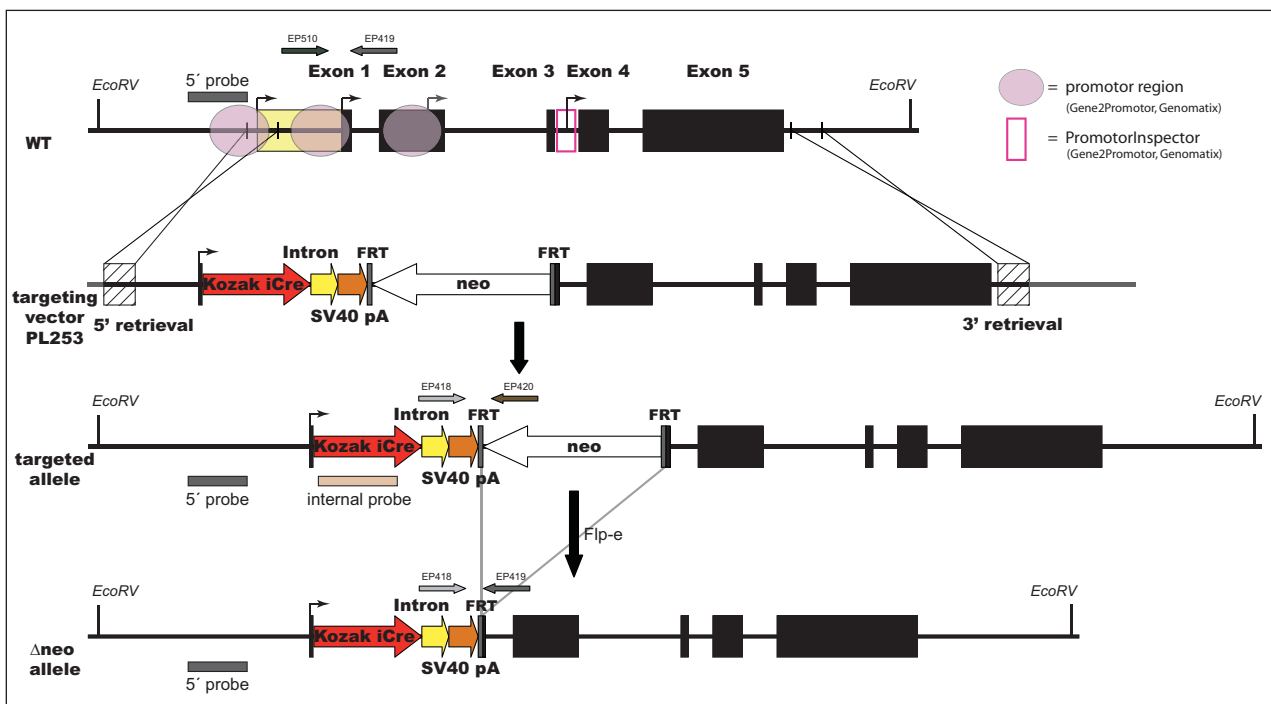 EP510 EP419
Exon 1 Exon 2 Exon 3 Exon 4 Exon 5
EcoRV 5´ probe EcoRV
= promotor region
(Gene2Promotor, Genomatix)
= PromotorInspector
(Gene2Promotor, Genomatix)
WT
Intron FRT FRT
Kozak iCre neo
SV40 pA
targeting
vector
PL253
5’ retrieval 3’ retrieval
EP418 EP420
EcoRV Intron FRT FRT EcoRV
Kozak iCre neo
SV40 pA
targeted
allele
5´ probe internal probe
Flp-e
EP418 EP419
EcoRV Intron FRT EcoRV
Kozak iCre
SV40 pA
Δneo
allele
5´ probe